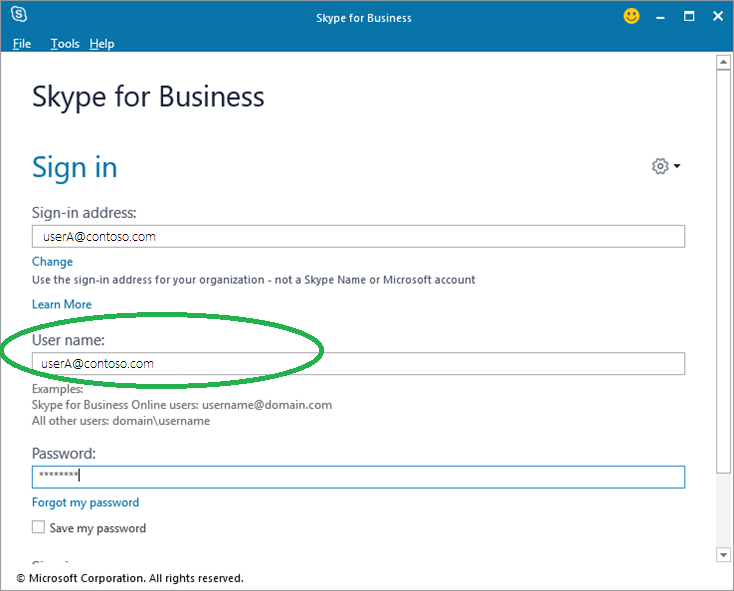 Skype for Business
File Tools Help
Skype for Business
Sign in
Sign-in address:
userA@contoso.com
Change
Use the sign-in address for your organization - not a Skype Name or Microsoft account
Learn More
User name:
userA@contoso.com
Examples:
Skype for Business Online users: username@domain.com
All other users: domain\username
Password:
********
Forgot my password
Save my password
© Microsoft Corporation. All rights reserved.